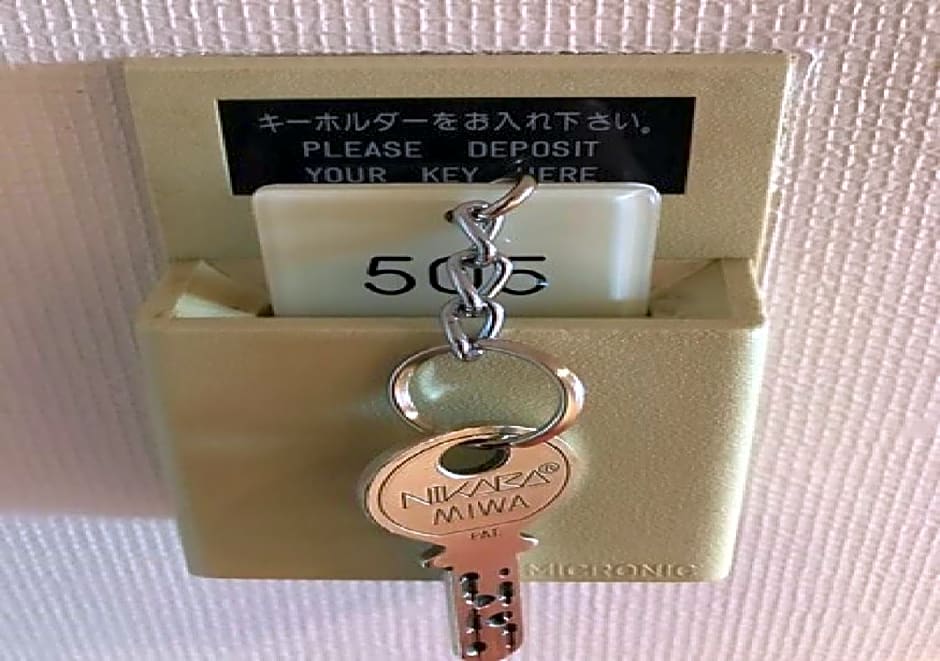 キーホルダーをお入れ下さい。
PLEASE DEPOSIT
YOUR KEY HERE
505
NIKARA®
MIWA
PAT.
MICRONIC